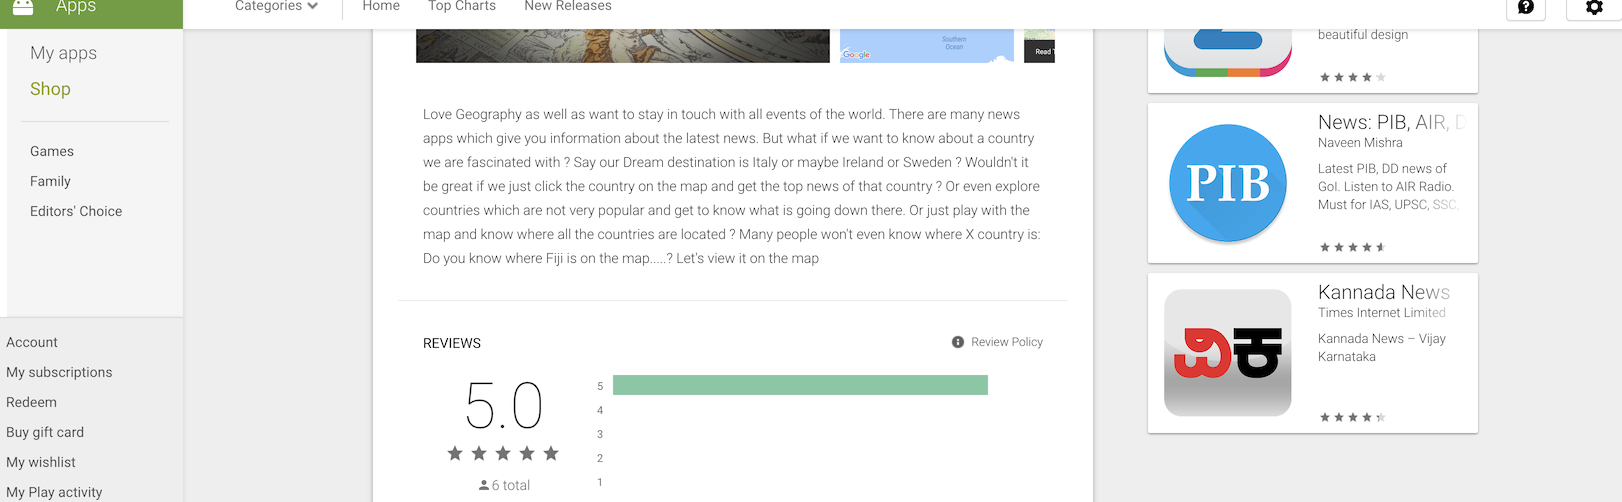 Apps
Categories
Home
Top Charts
New Releases
My apps
Shop
Games
Family
Editors' Choice
Account
My subscriptions
Redeem
Buy gift card
My wishlist
My Play activity
Google
Southern
Ocean
Read
Love Geography as well as want to stay in touch with all events of the world. There are many news
apps which give you information about the latest news. But what if we want to know about a country
we are fascinated with ? Say our Dream destination is Italy or maybe Ireland or Sweden ? Wouldn't it
be great if we just click the country on the map and get the top news of that country ? Or even explore
countries which are not very popular and get to know what is going down there. Or just play with the
map and know where all the countries are located ? Many people won't even know where X country is:
Do you know where Fiji is on the map.....? Let's view it on the map
REVIEWS
Review Policy
5.0
6 total
5
4
3
2
1
beautiful design
PIB
News: PIB, AIR, D
Naveen Mishra
Latest PIB, DD news of
GoI. Listen to AIR Radio.
Must for IAS, UPSC, SSC,
ವಿಕ
Kannada News
Times Internet Limited
Kannada News – Vijay
Karnataka